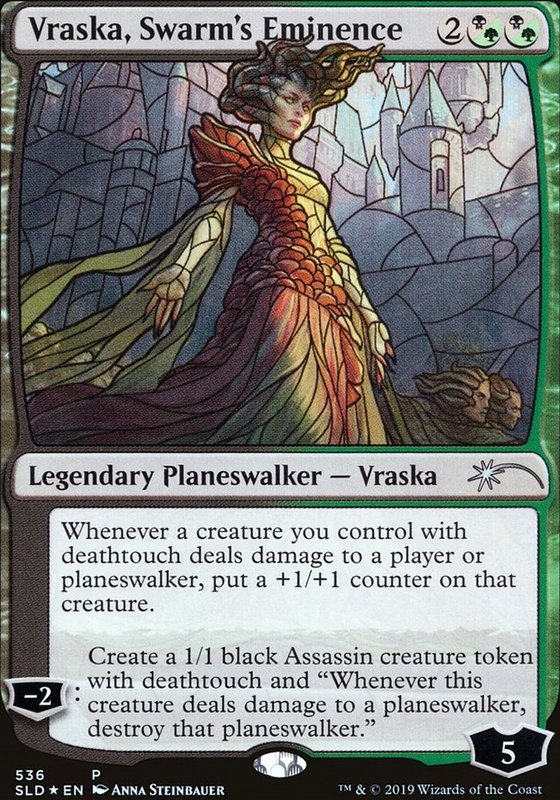 Vraska, Swarm's Eminence 2
Legendary Planeswalker — Vraska
Whenever a creature you control with
deathtouch deals damage to a player or
planeswalker, put a +1/+1 counter on that
creature.
Create a 1/1 black Assassin creature token
−2 : with deathtouch and “Whenever this
creature deals damage to a planeswalker,
destroy that planeswalker.”
5
536 P
SLD ★ EN Anna Steinbauer ™ & © 2019 Wizards of the Coast